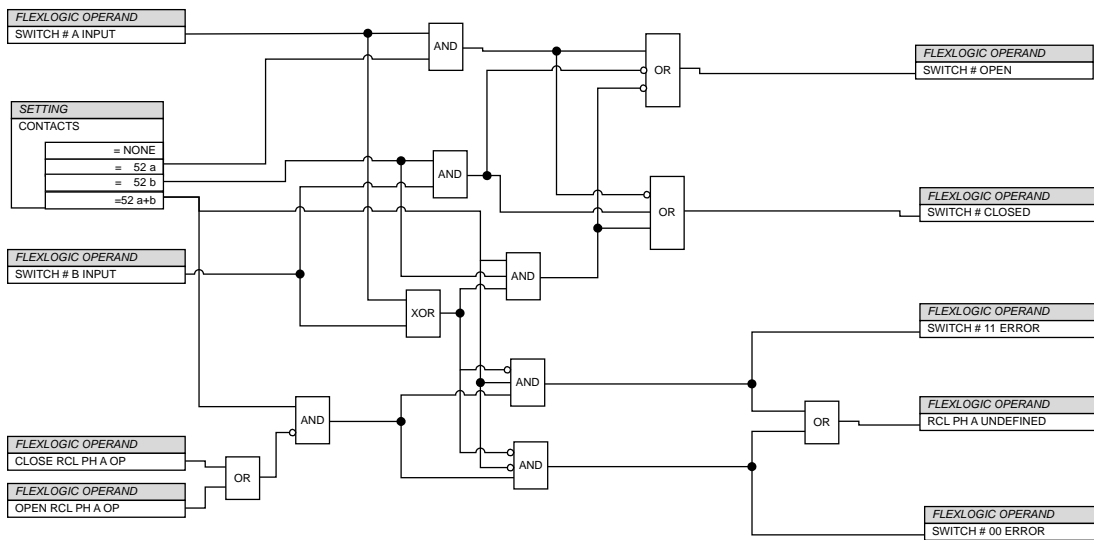 FLEXLOGIC OPERAND
SWITCH # A INPUT
AND
OR
FLEXLOGIC OPERAND
SWITCH # OPEN
SETTING
CONTACTS
= NONE
= 52 a
= 52 b
=52 a+b
AND
OR
FLEXLOGIC OPERAND
SWITCH # CLOSED
FLEXLOGIC OPERAND
SWITCH # B INPUT
AND
XOR
FLEXLOGIC OPERAND
SWITCH # 11 ERROR
AND
AND
OR
FLEXLOGIC OPERAND
RCL PH A UNDEFINED
FLEXLOGIC OPERAND
CLOSE RCL PH A OP
OR
AND
FLEXLOGIC OPERAND
OPEN RCL PH A OP
FLEXLOGIC OPERAND
SWITCH # 00 ERROR